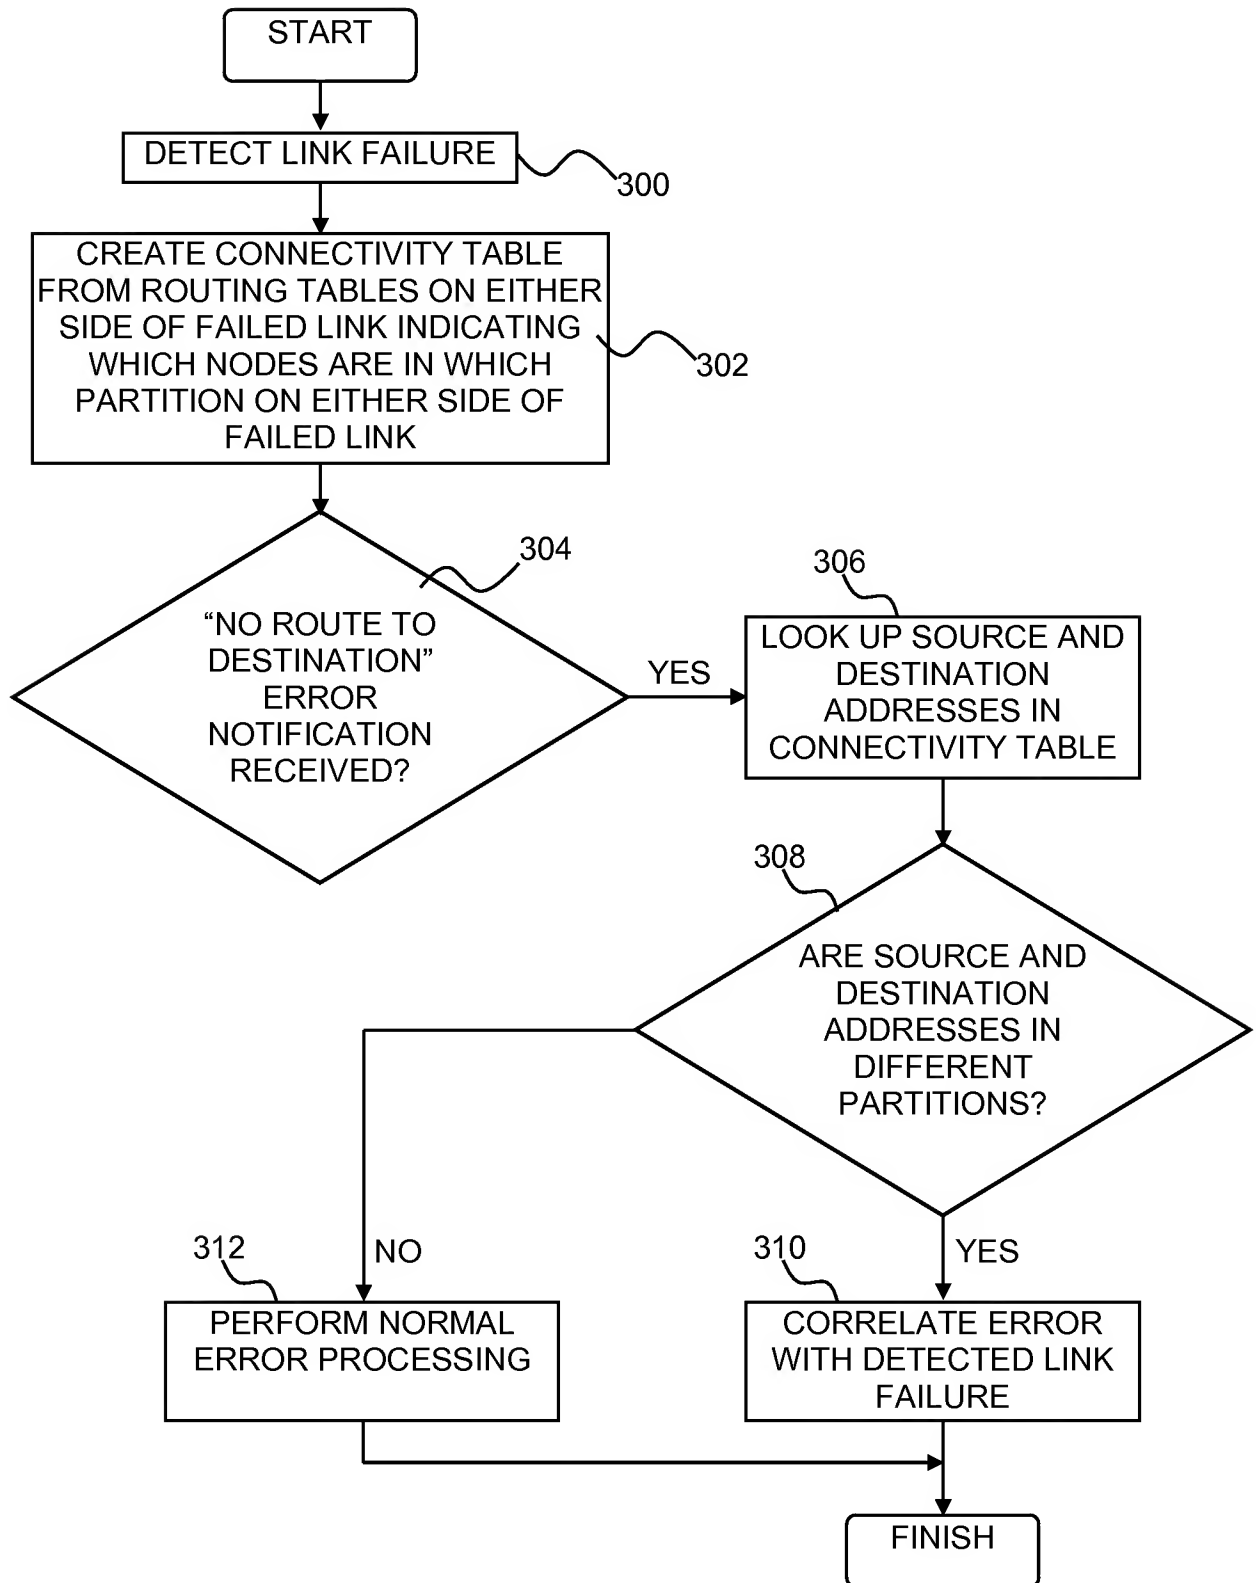 START
DETECT LINK FAILURE
300
CREATE CONNECTIVITY TABLE
FROM ROUTING TABLES ON EITHER
SIDE OF FAILED LINK INDICATING
WHICH NODES ARE IN WHICH
PARTITION ON EITHER SIDE OF
FAILED LINK
302
304
“NO ROUTE TO
DESTINATION”
ERROR
NOTIFICATION
RECEIVED?
YES
306
LOOK UP SOURCE AND
DESTINATION
ADDRESSES IN
CONNECTIVITY TABLE
308
ARE SOURCE AND
DESTINATION
ADDRESSES IN
DIFFERENT
PARTITIONS?
NO
YES
312
PERFORM NORMAL
ERROR PROCESSING
310
CORRELATE ERROR
WITH DETECTED LINK
FAILURE
FINISH